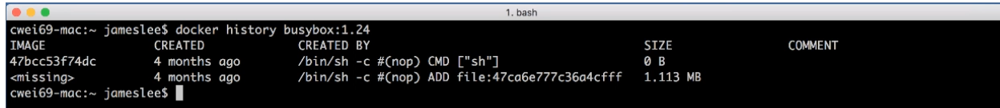 1. bash
cwei69-mac:~ jameslee$ docker history busybox:1.24
IMAGE CREATED CREATED BY SIZE COMMENT
47bcc53f74dc 4 months ago /bin/sh -c #(nop) CMD ["sh"] 0 B
<missing> 4 months ago /bin/sh -c #(nop) ADD file:47ca6e777c36a4cfff 1.113 MB
cwei69-mac:~ jameslee$